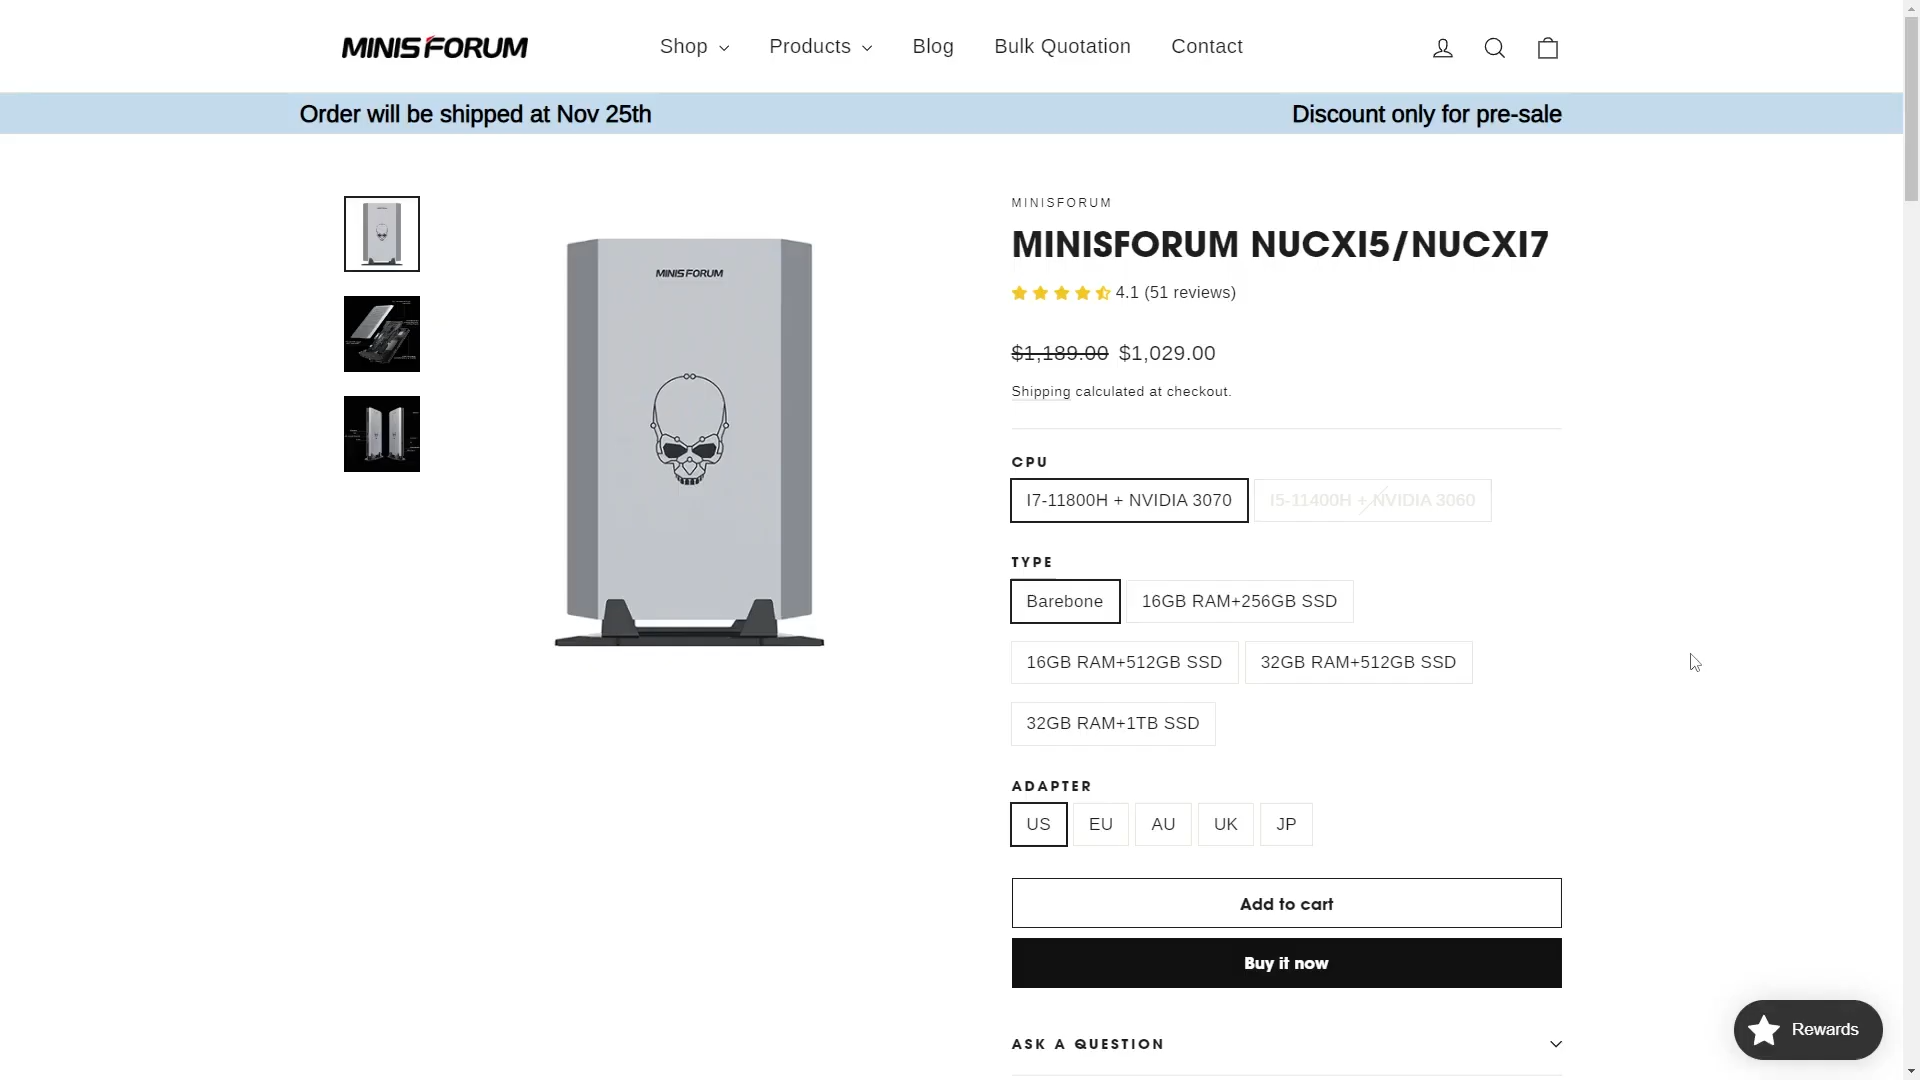 MINISFORUM
Shop
Products
Blog
Bulk Quotation
Contact
Order will be shipped at Nov 25th
Discount only for pre-sale
MINISFORUM
MINISFORUM
MINISFORUM NUCXI5/NUCXI7
4.1 (51 reviews)
$1,189.00 $1,029.00
Shipping calculated at checkout.
CPU
I7-11800H + NVIDIA 3070
I5-11400H + NVIDIA 3060
TYPE
Barebone
16GB RAM+256GB SSD
16GB RAM+512GB SSD
32GB RAM+512GB SSD
32GB RAM+1TB SSD
ADAPTER
US
EU
AU
UK
JP
Add to cart
Buy it now
Rewards
ASK A QUESTION